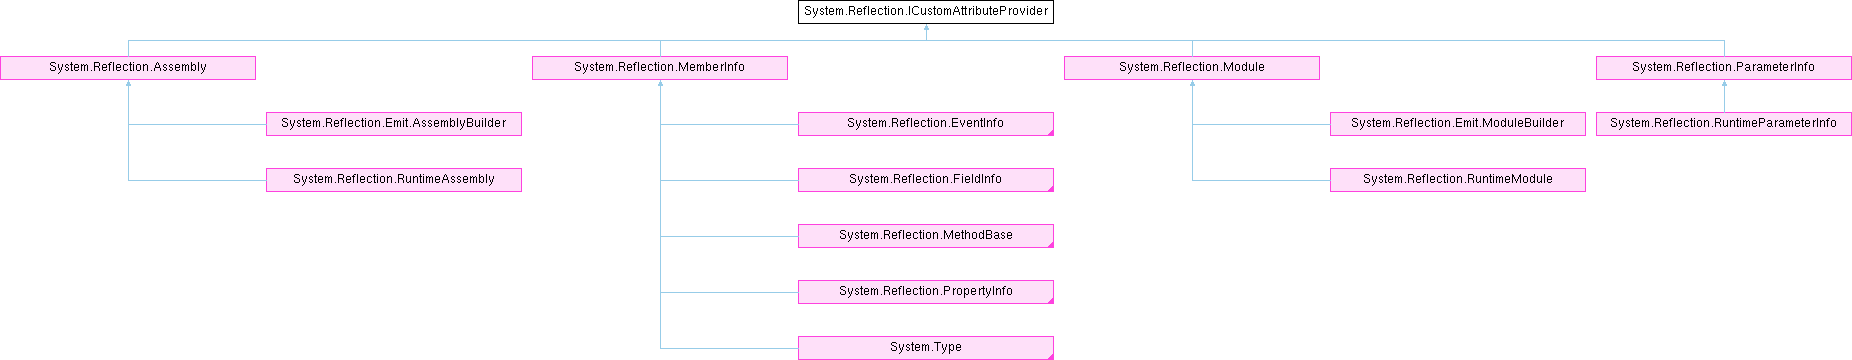 System.Reflection.ICustomAttributeProvider
System.Reflection.Assembly
System.Reflection.MemberInfo
System.Reflection.Module
System.Reflection.ParameterInfo
System.Reflection.Emit.AssemblyBuilder
System.Reflection.EventInfo
System.Reflection.Emit.ModuleBuilder
System.Reflection.RuntimeParameterInfo
System.Reflection.RuntimeAssembly
System.Reflection.FieldInfo
System.Reflection.RuntimeModule
System.Reflection.MethodBase
System.Reflection.PropertyInfo
System.Type